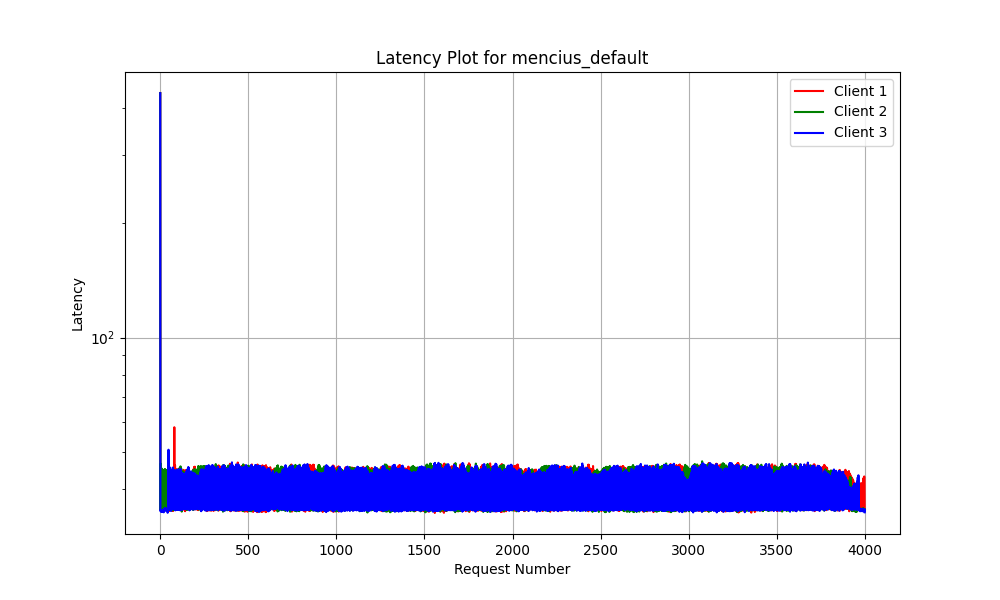 Latency Plot for mencius_default
Client 1
Client 2
Client 3
Latency
10²
0 500 1000 1500 2000 2500 3000 3500 4000
Request Number